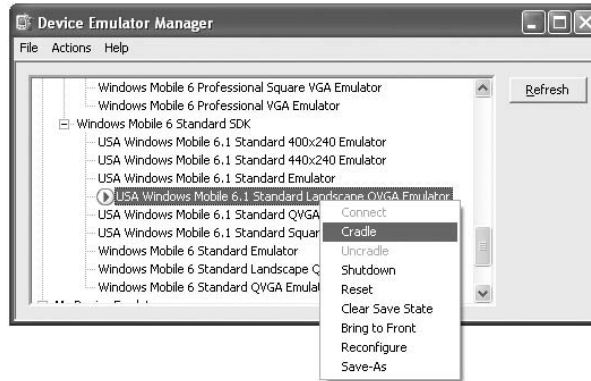 Device Emulator Manager
File Actions Help
Windows Mobile 6 Professional Square VGA Emulator
Refresh
Windows Mobile 6 Professional VGA Emulator
Windows Mobile 6 Standard SDK
USA Windows Mobile 6.1 Standard 400x240 Emulator
USA Windows Mobile 6.1 Standard 440x240 Emulator
USA Windows Mobile 6.1 Standard Emulator
USA Windows Mobile 6.1 Standard Landscape QVGA Emulator
USA Windows Mobile 6.1 Standard QVGA
USA Windows Mobile 6.1 Standard Squar
Windows Mobile 6 Standard Emulator
Windows Mobile 6 Standard Landscape Q
Windows Mobile 6 Standard QVGA Emula
Connect
Cradle
Uncradle
Shutdown
Reset
Clear Save State
Bring to Front
Reconfigure
Save-As